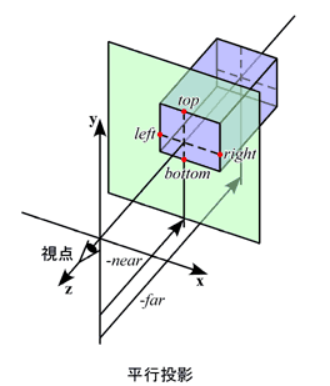 top
y
left
right
bottom
視点
-near
z
x
-far
平行投影